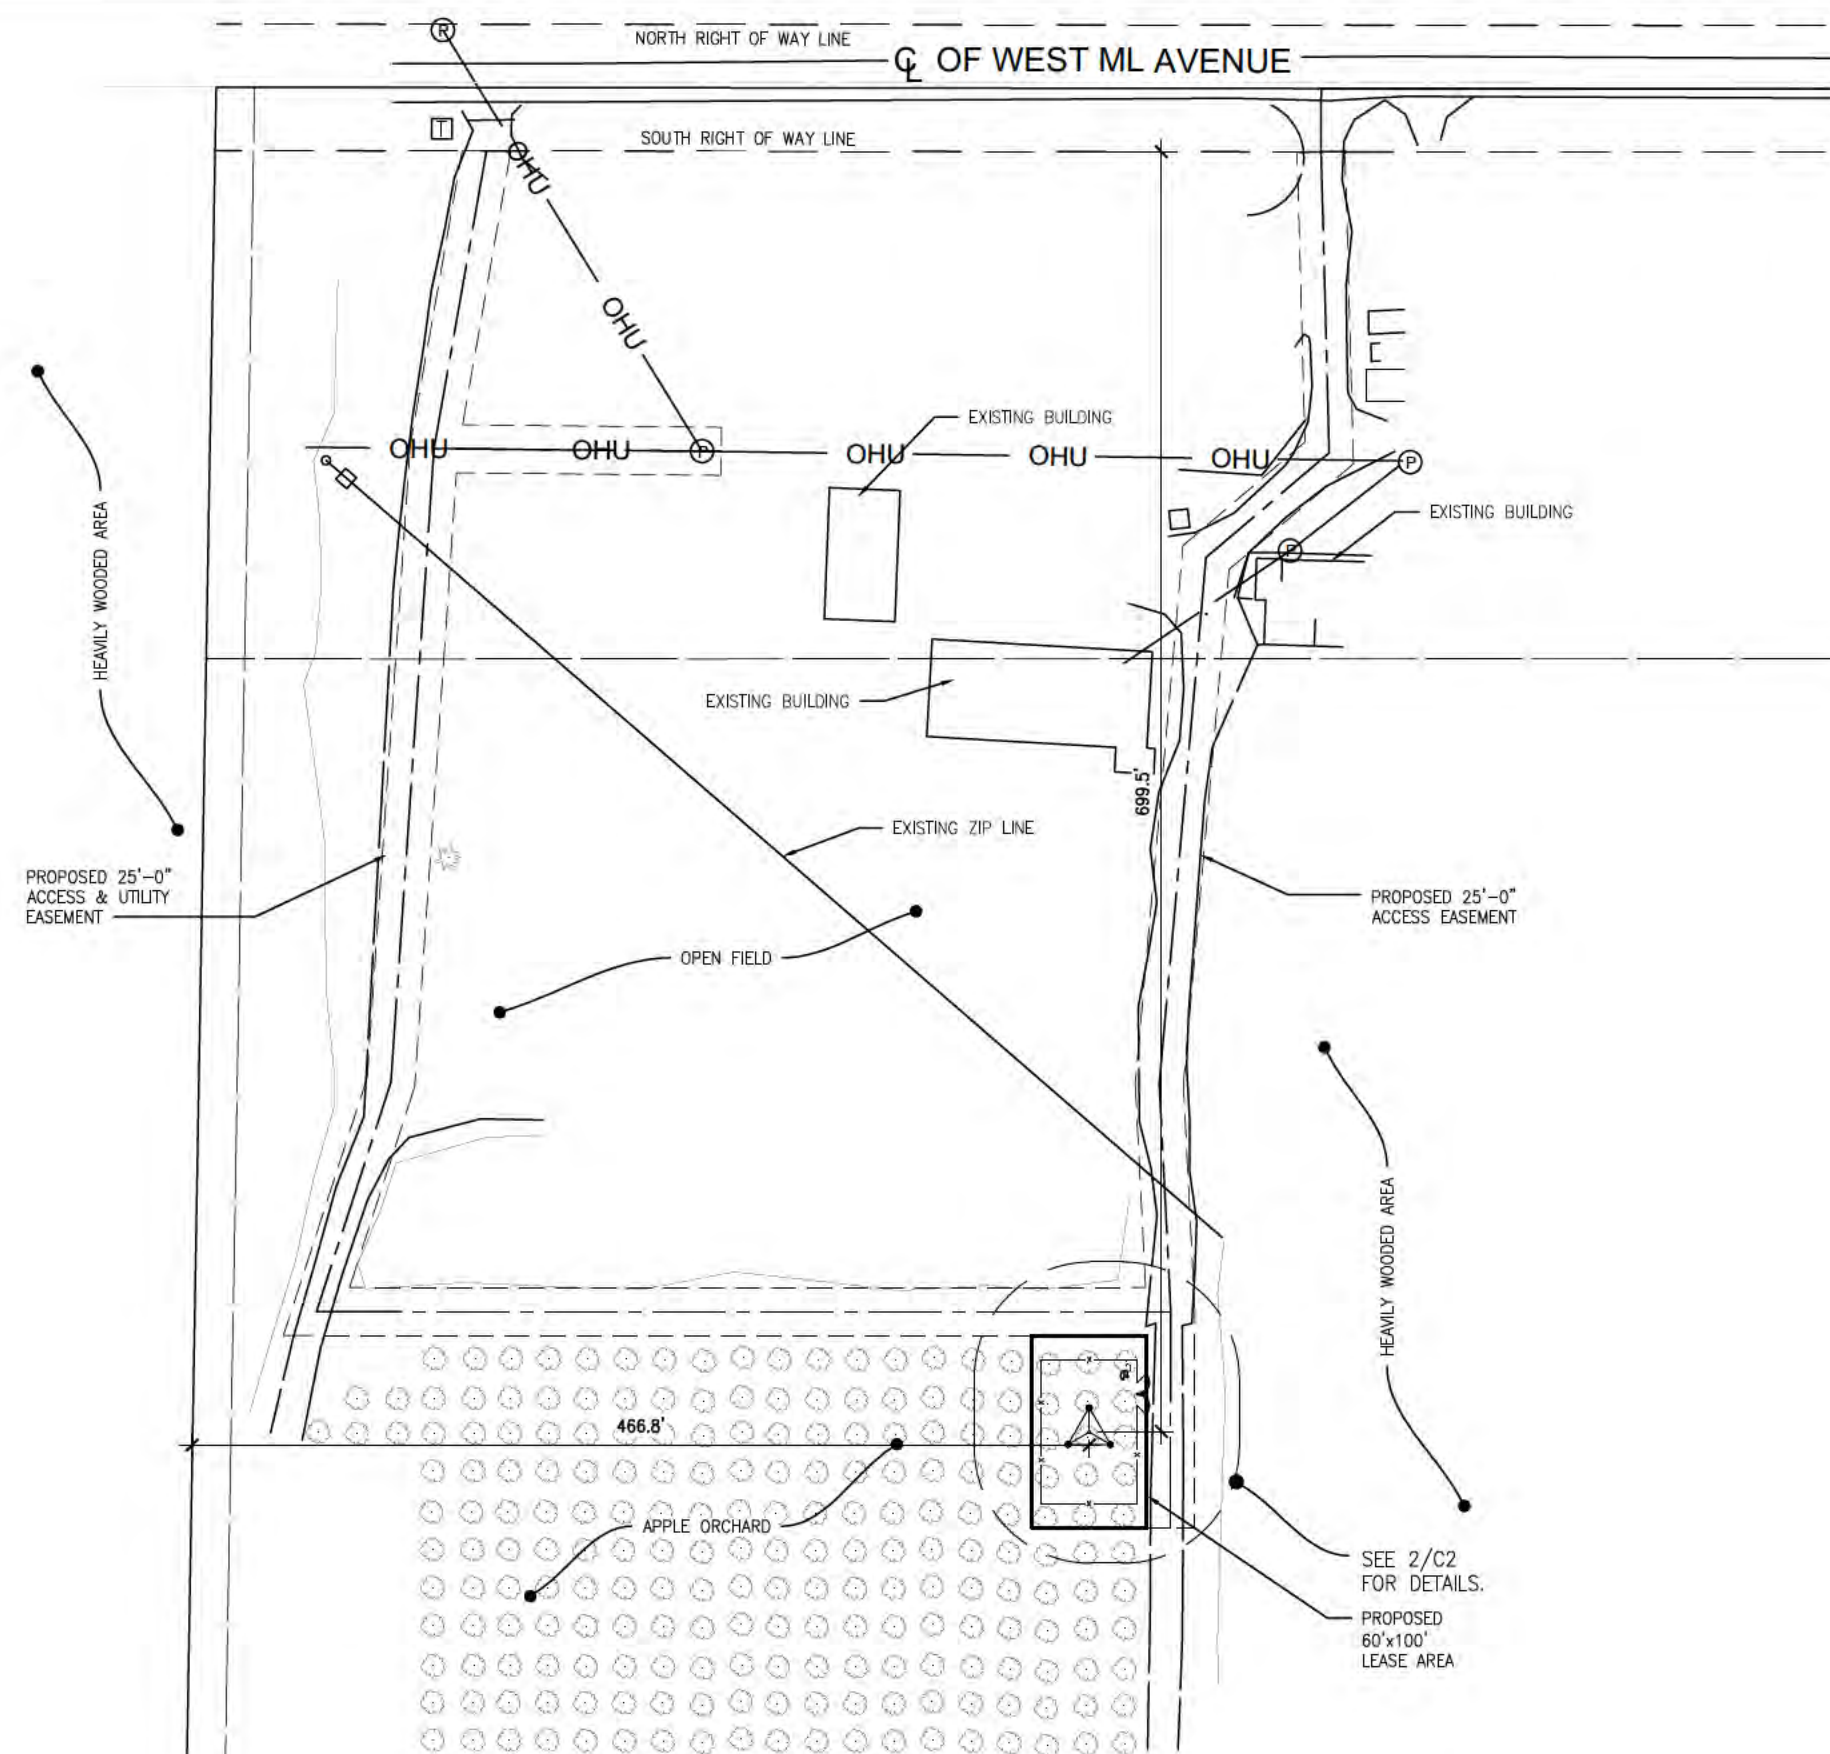 R
NORTH RIGHT OF WAY LINE
℄ OF WEST ML AVENUE
T
SOUTH RIGHT OF WAY LINE
OHU
OHU
EXISTING BUILDING
OHU
OHU
P
OHU
OHU
OHU
P
EXISTING BUILDING
P
HEAVILY WOODED AREA
EXISTING BUILDING
699.5'
EXISTING ZIP LINE
PROPOSED 25'-0"
ACCESS & UTILITY
EASEMENT
PROPOSED 25'-0"
ACCESS EASEMENT
OPEN FIELD
HEAVILY WOODED AREA
466.8'
APPLE ORCHARD
SEE 2/C2
FOR DETAILS.
PROPOSED
60'x100'
LEASE AREA